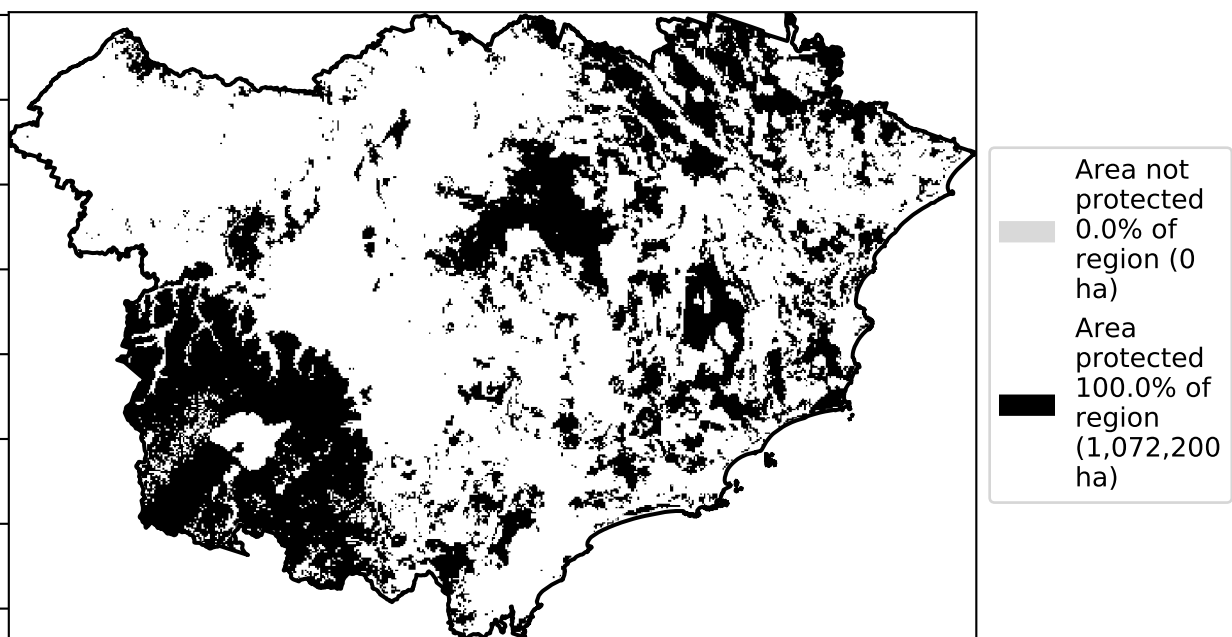 Area not
protected
0.0% of
region (0
ha)
Area
protected
100.0% of
region
(1,072,200
ha)